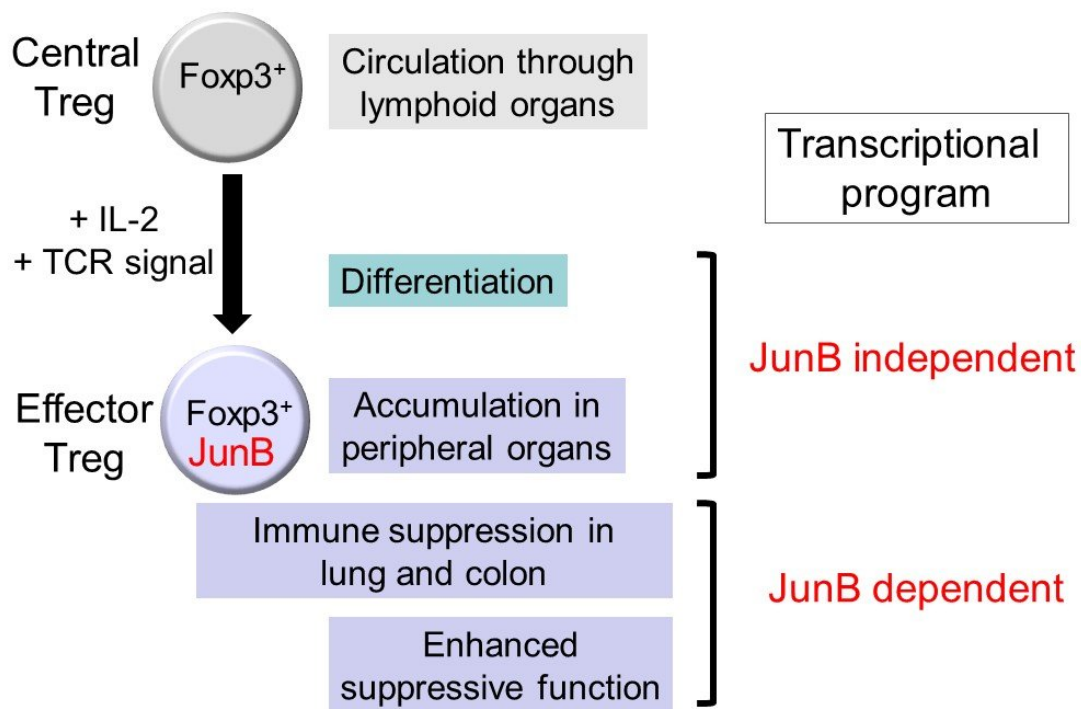 Central
Treg
Foxp3⁺
Circulation through
lymphoid organs
Transcriptional
program
+ IL-2
+ TCR signal
Differentiation
JunB independent
Effector
Treg
Foxp3⁺
JunB
Accumulation in
peripheral organs
Immune suppression in
lung and colon
JunB dependent
Enhanced
suppressive function